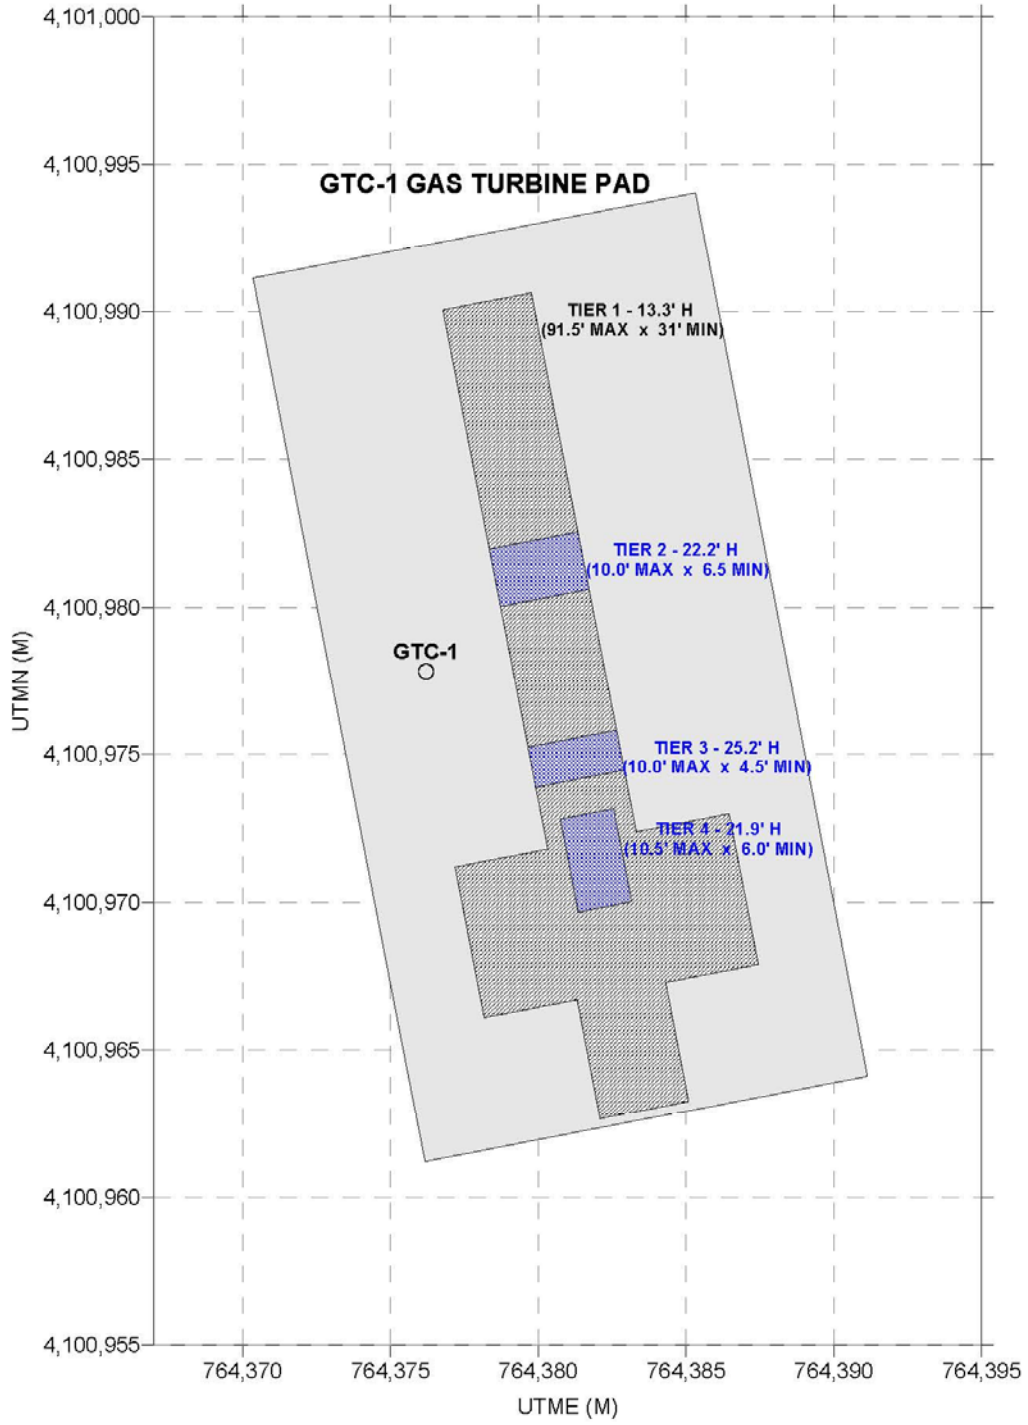 4,101,000
4,100,995
GTC-1 GAS TURBINE PAD
4,100,990
TIER 1 - 13.3' H
(91.5' MAX x 31' MIN)
4,100,985
TIER 2 - 22.2' H
(10.0' MAX x 6.5 MIN)
4,100,980
GTC-1
UTMN (M)
4,100,975
TIER 3 - 25.2' H
(10.0' MAX x 4.5' MIN)
TIER 4 - 21.9' H
(10.5' MAX x 6.0' MIN)
4,100,970
4,100,965
4,100,960
4,100,955
764,370 764,375 764,380 764,385 764,390 764,395
UTME (M)